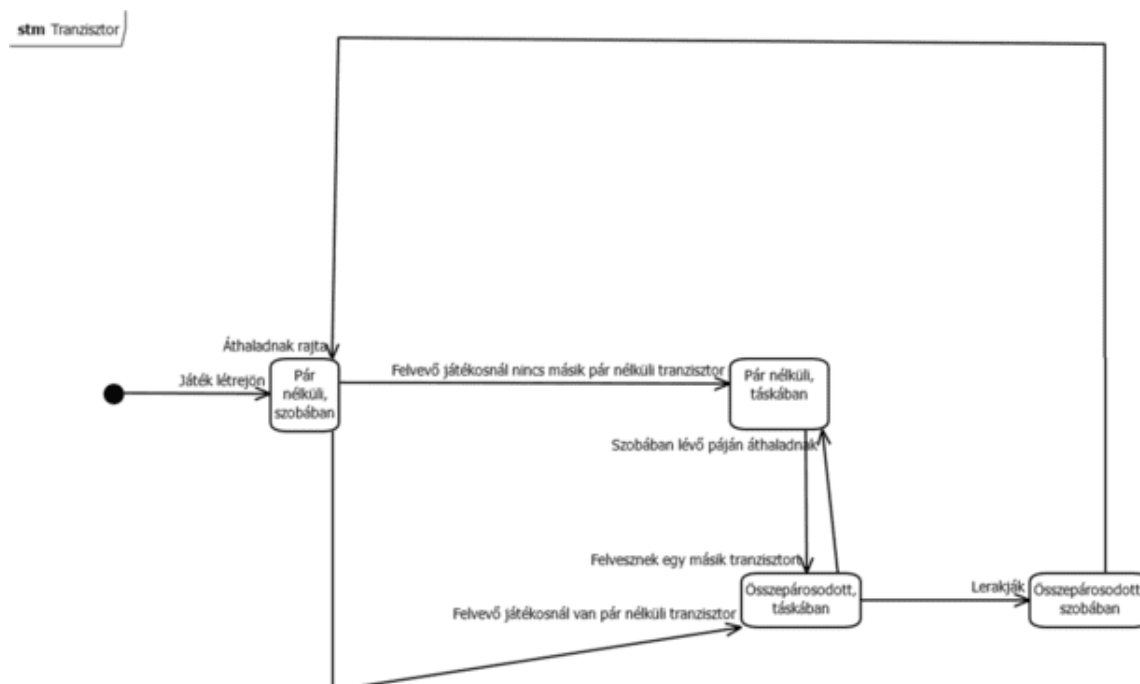 stm Tranzisztor
Áthaladnak rajta
Játék létrejön
Pár
nélküli,
szobában
Felvevő játékosnál nincs másik pár nélküli tranzisztor
Pár nélküli,
táskában
Szobában lévő páján áthaladnak
Felvesznek egy másik tranzisztort
Összepárosodott,
táskában
Lerakják
Összepárosodott,
szobában
Felvevő játékosnál van pár nélküli tranzisztor